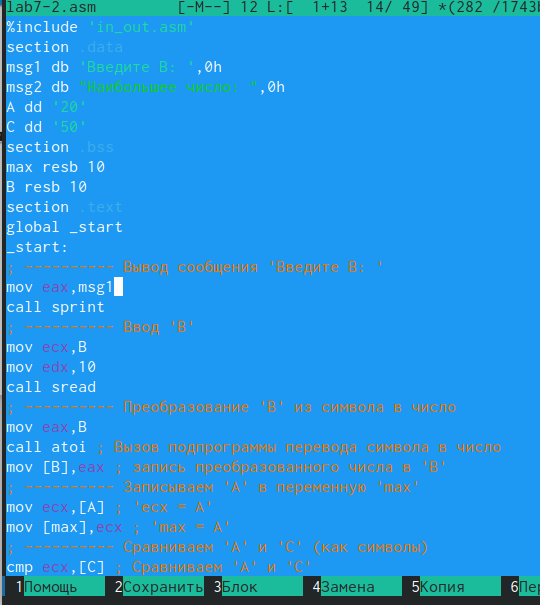 lab7-2.asm [-M--] 12 L:[ 1+13 14/ 49] *(282 /1743b
%include 'in_out.asm'
section .data
msg1 db 'Введите B: ',0h
msg2 db "Наибольшее число: ",0h
A dd '20'
C dd '50'
section .bss
max resb 10
B resb 10
section .text
global _start
_start:
; ---------- Вывод сообщения 'Введите B: '
mov eax,msg1
call sprint
; ---------- Ввод 'B'
mov ecx,B
mov edx,10
call sread
; ---------- Преобразование 'B' из символа в число
mov eax,B
call atoi ; Вызов подпрограммы перевода символа в число
mov [B],eax ; запись преобразованного числа в 'B'
; ---------- Записываем 'A' в переменную 'max'
mov ecx,[A] ; 'ecx = A'
mov [max],ecx ; 'max = A'
; ---------- Сравниваем 'A' и 'C' (как символы)
cmp ecx,[C] ; Сравниваем 'A' и 'C'
1Помощь 2Сохранить 3Блок 4Замена 5Копия 6Пер